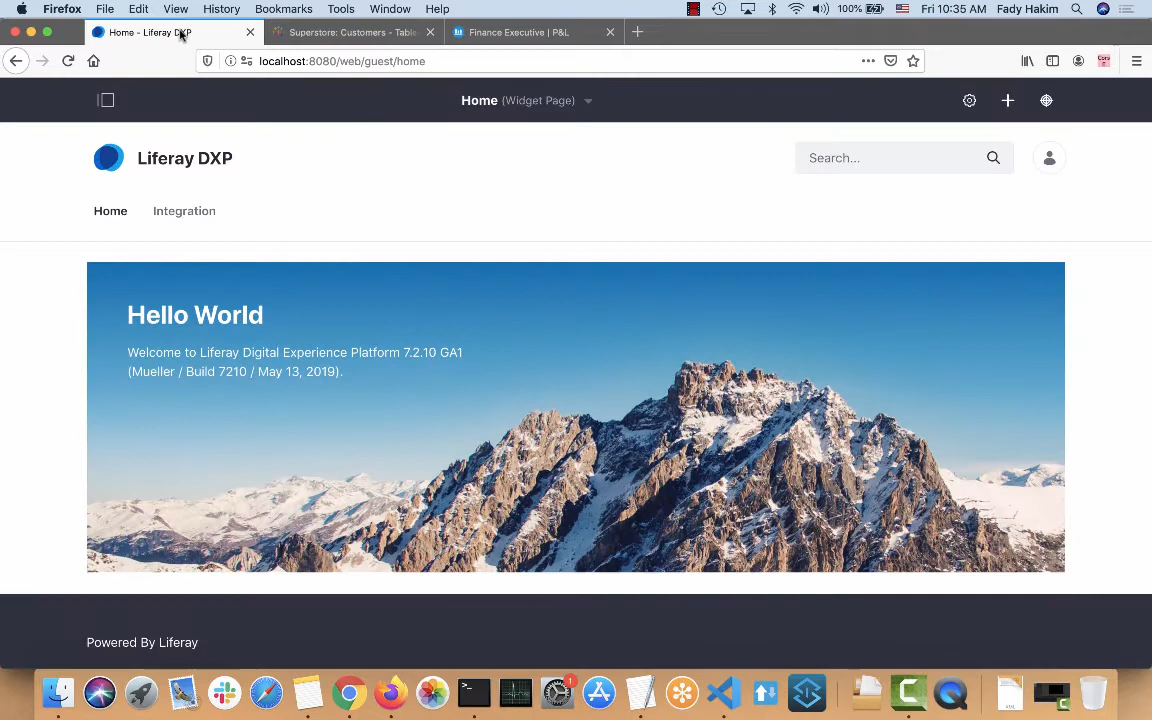 Firefox File Edit View History Bookmarks Tools Window Help 100% Fri 10:35 AM Fady Hakim
Home - Liferay DXP Superstore: Customers - Table Finance Executive | P&L
localhost:8080/web/guest/home
Home (Widget Page)
Liferay DXP
Search...
Home Integration
Hello World
Welcome to Liferay Digital Experience Platform 7.2.10 GA1
(Mueller / Build 7210 / May 13, 2019).
Powered By Liferay
1